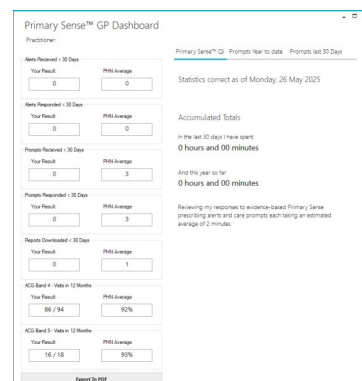 Primary Sense™ GP Dashboard
Practitioner:
Alerts Recieved < 30 Days
Your Result PHN Average
0 0
Alerts Responded < 30 Days
Your Result PHN Average
0 0
Prompts Recieved < 30 Days
Your Result PHN Average
0 3
Prompts Responded < 30 Days
Your Result PHN Average
0 3
Reports Downloaded < 30 Days
Your Result PHN Average
0 1
ACG Band 4 - Visits in 12 Months
Your Result PHN Average
86 / 94 92%
ACG Band 5 - Visits in 12 Months
Your Result PHN Average
16 / 18 93%
Export To PDF
Primary Sense™ QI Prompts Year to date Prompts last 30 Days
Statistics correct as of Monday, 26 May 2025
Accumulated Totals
In the last 30 days I have spent
0 hours and 00 minutes
And this year so far
0 hours and 00 minutes
Reviewing my responses to evidence-based Primary Sense
prescribing alerts and care prompts each taking an estimated
average of 2 minutes.